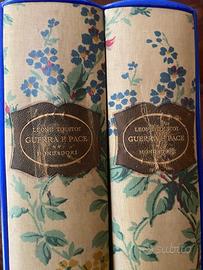 LEONE TOLSTOI
GUERRA E PACE
MONDADORI
LEONE TOLSTOI
GUERRA E PACE
MONDADORI
subito